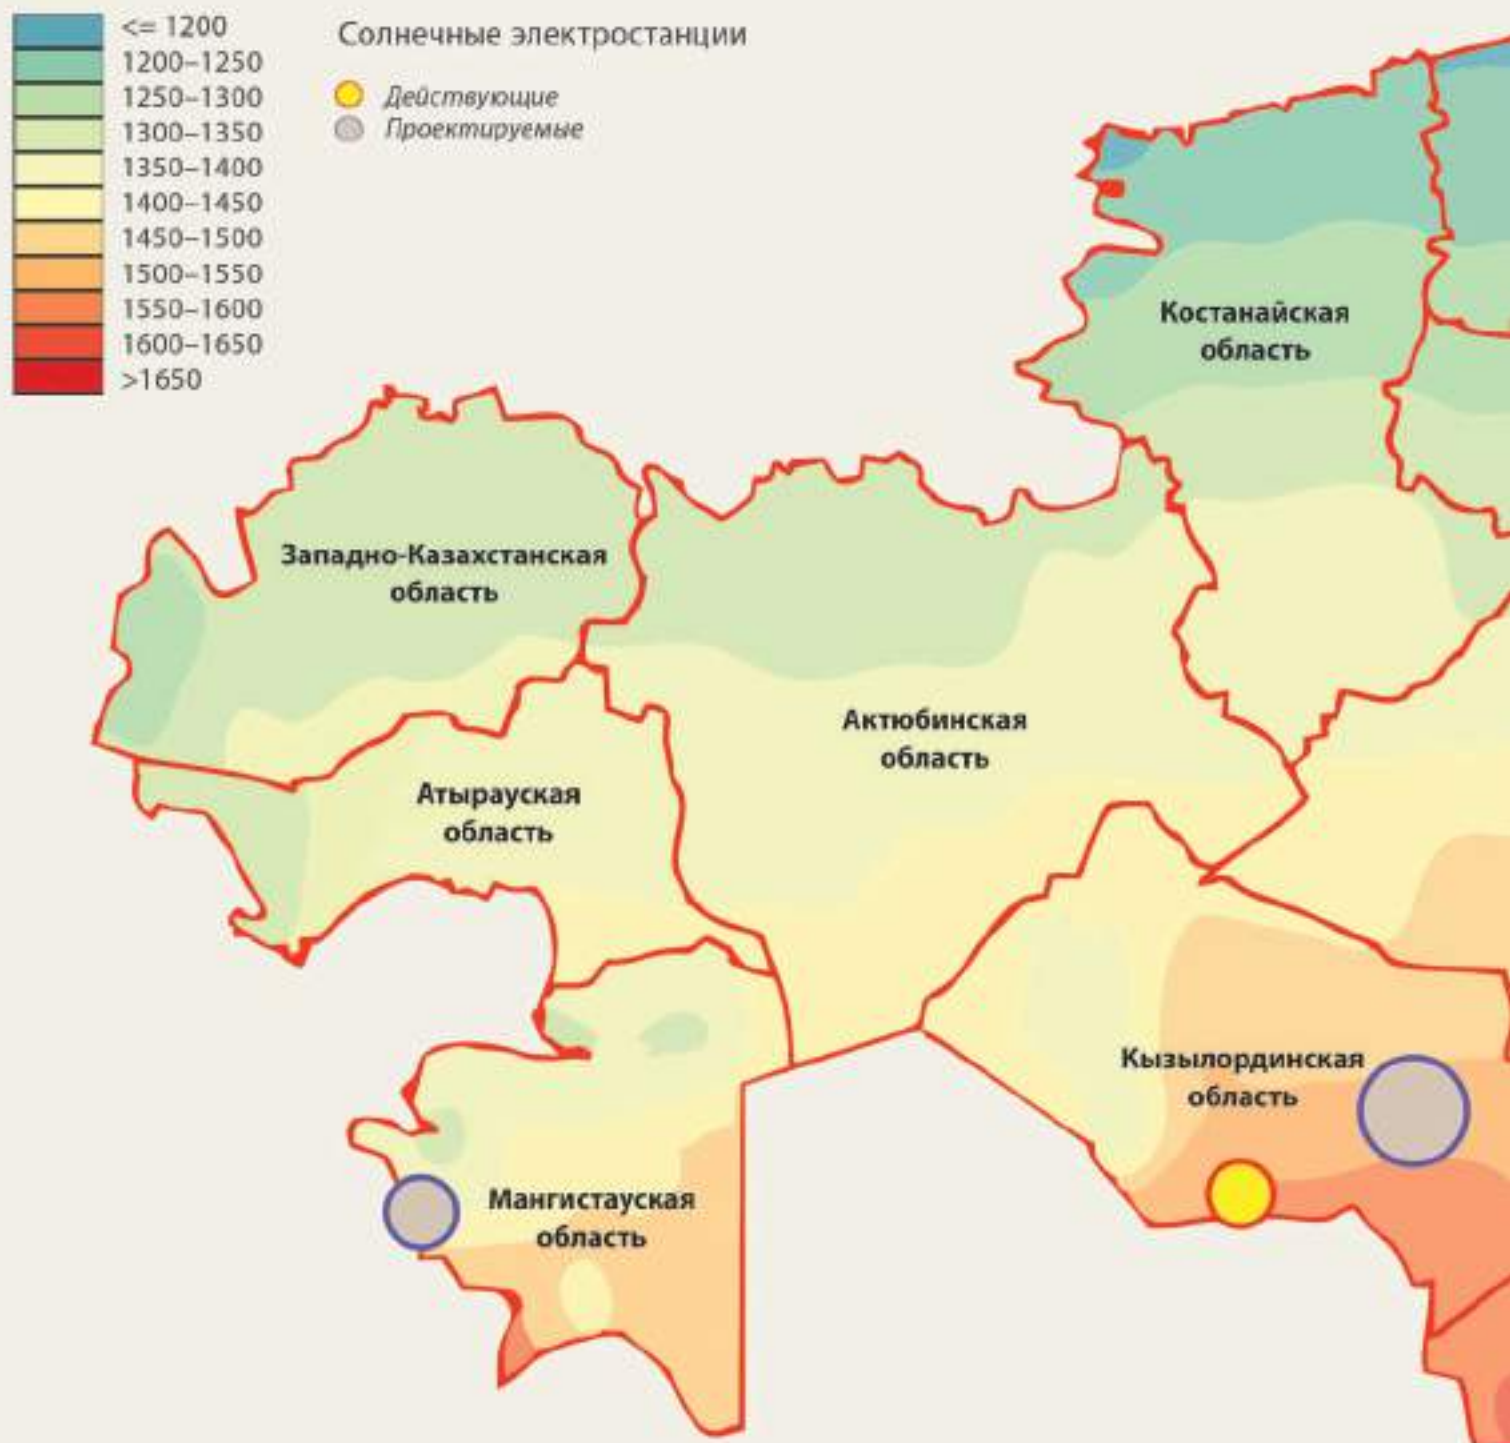 <= 1200
1200–1250
1250–1300
1300–1350
1350–1400
1400–1450
1450–1500
1500–1550
1550–1600
1600–1650
>1650
Солнечные электростанции
Действующие
Проектируемые
Костанайская
область
Западно-Казахстанская
область
Актюбинская
область
Атырауская
область
Кызылординская
область
Мангистауская
область